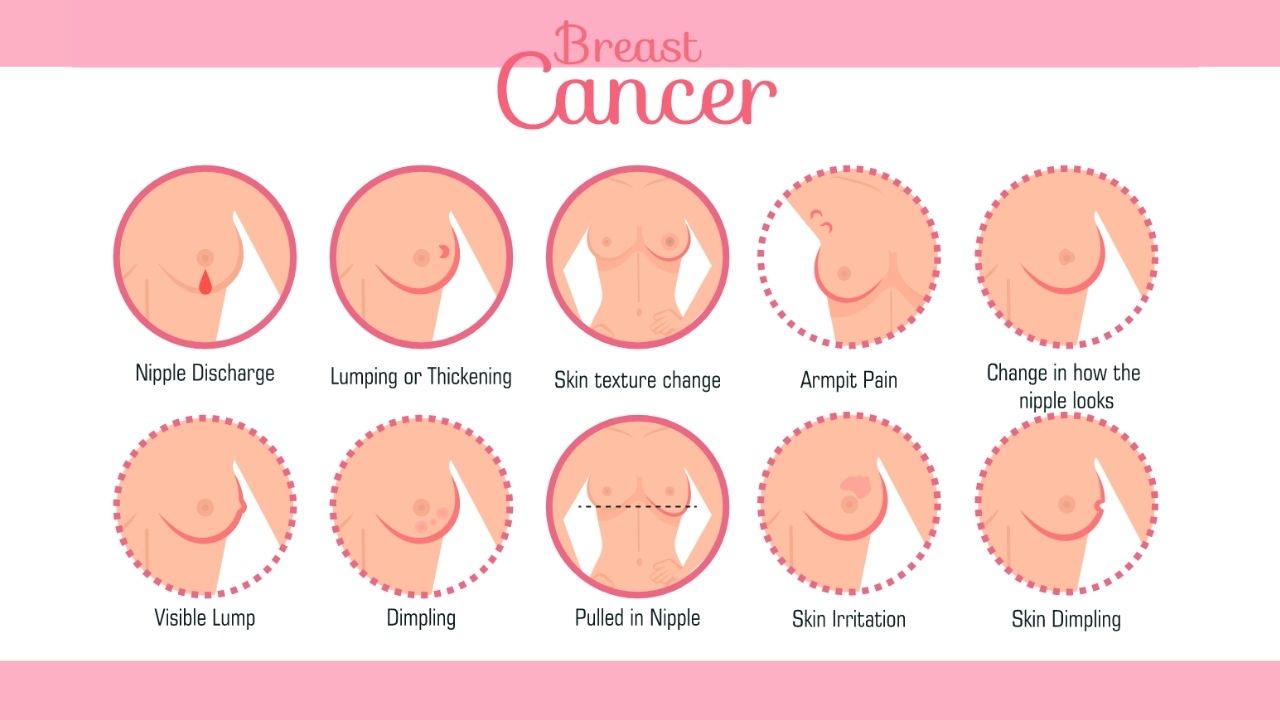 Breast
Cancer
Nipple Discharge
Lumping or Thickening
Skin texture change
Armpit Pain
Change in how the
nipple looks
Visible Lump
Dimpling
Pulled in Nipple
Skin Irritation
Skin Dimpling